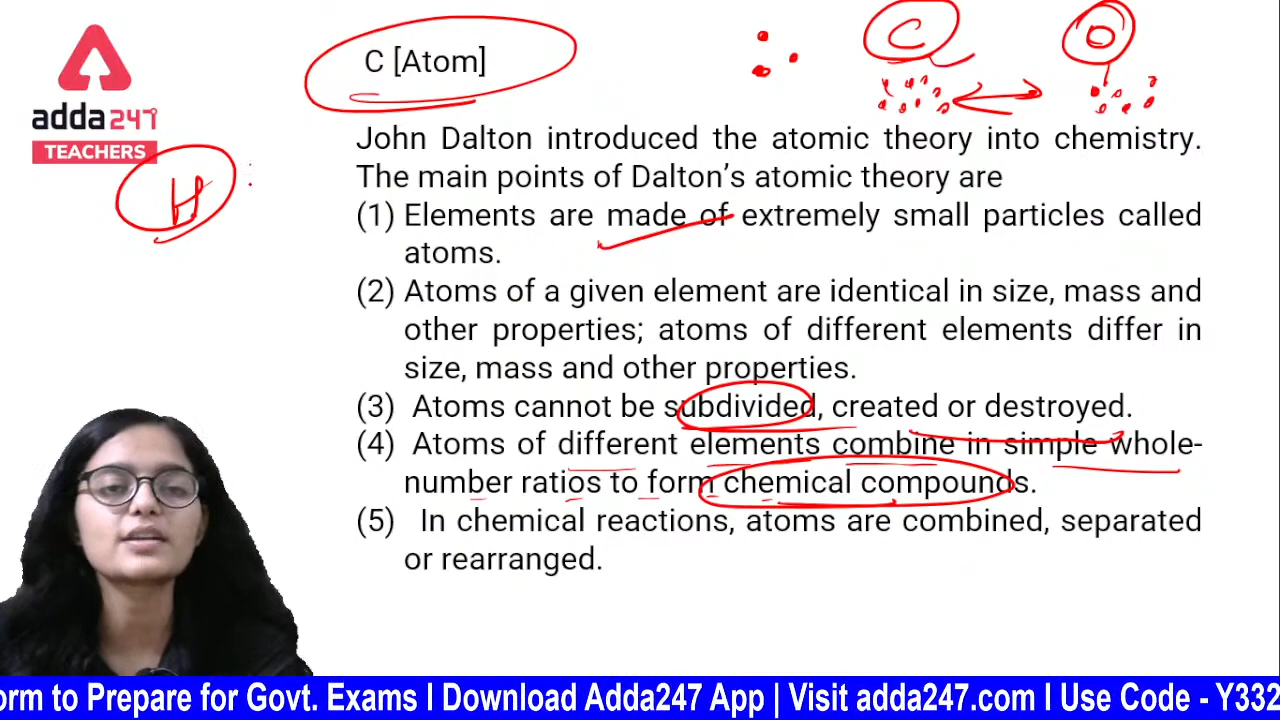 C
O
C [Atom]
adda247
TEACHERS
H
John Dalton introduced the atomic theory into chemistry.
The main points of Dalton's atomic theory are
(1) Elements are made of extremely small particles called
atoms.
(2) Atoms of a given element are identical in size, mass and
other properties; atoms of different elements differ in
size, mass and other properties.
(3) Atoms cannot be subdivided, created or destroyed.
(4) Atoms of different elements combine in simple whole-
number ratios to form chemical compounds.
(5) In chemical reactions, atoms are combined, separated
or rearranged.
orm to Prepare for Govt. Exams I Download Adda247 App | Visit adda247.com I Use Code - Y332